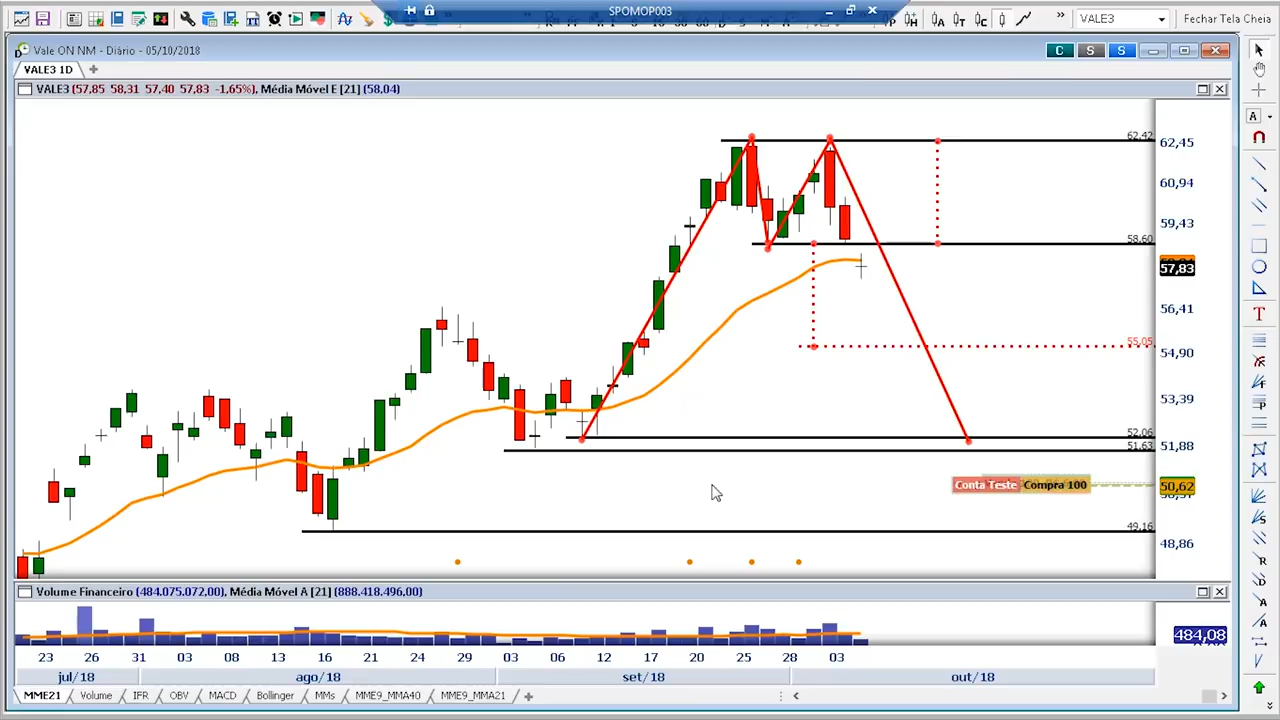 SPOMOP003
VALE3
Fechar Tela Cheia
Vale ON NM - Diário - 05/10/2018
C S S
VALE3 1D
VALE3 (57,85 58,31 57,40 57,83 -1,65%), Média Móvel E [21] (58,04)
62,42
62,45
60,94
59,43
58,60
57,83
56,41
55,05
54,90
53,39
52,06
51,88
51,63
Conta Teste Compra 100
50,62
49,16
48,86
Volume Financeiro (484.075.072,00), Média Móvel A [21] (888.418.496,00)
484,08
23 26 31 03 08 13 16 21 24 29 03 06 12 17 20 25 28 03
jul/18 ago/18 set/18 out/18
MME21 Volume IFR OBV MACD Bollinger MMs MME9_MMA40 MME9_MMA21